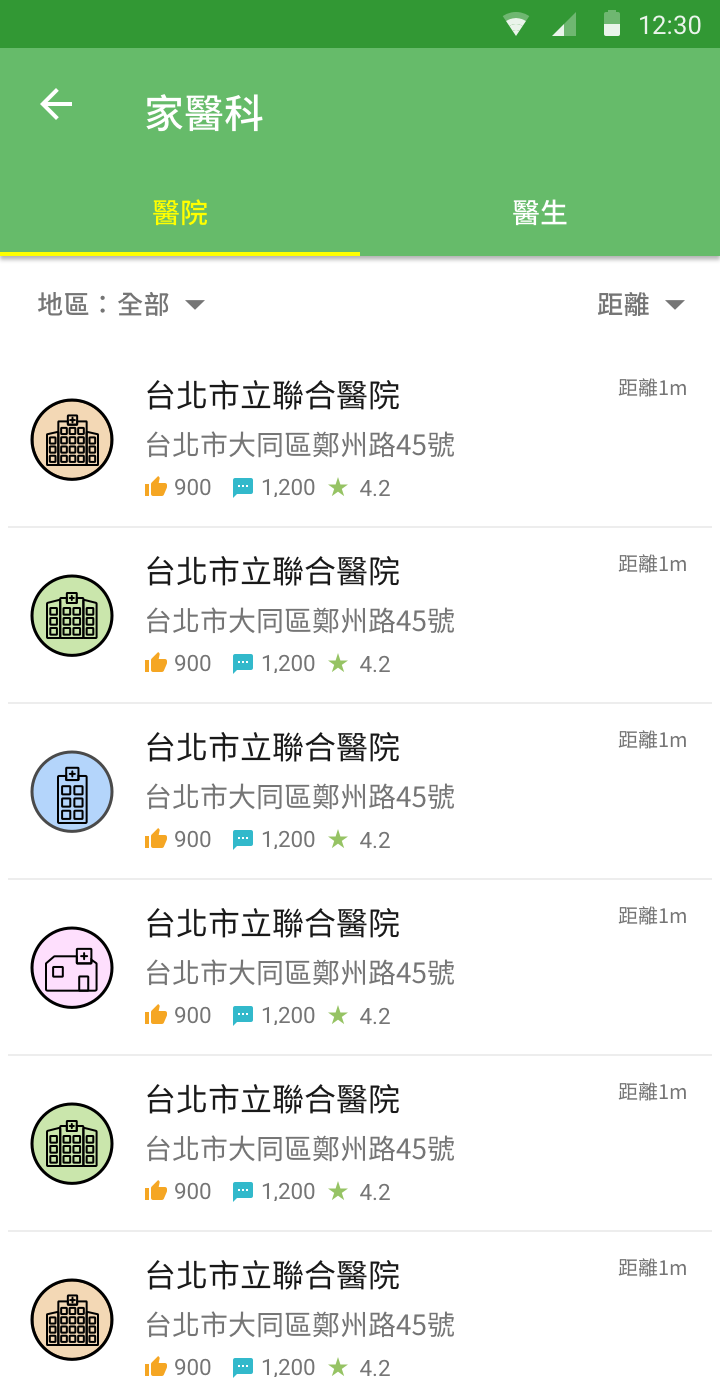 12:30
家醫科
醫院 醫生
地區：全部 距離
台北市立聯合醫院 距離1m
台北市大同區鄭州路45號
900 1,200 4.2
台北市立聯合醫院 距離1m
台北市大同區鄭州路45號
900 1,200 4.2
台北市立聯合醫院 距離1m
台北市大同區鄭州路45號
900 1,200 4.2
台北市立聯合醫院 距離1m
台北市大同區鄭州路45號
900 1,200 4.2
台北市立聯合醫院 距離1m
台北市大同區鄭州路45號
900 1,200 4.2
台北市立聯合醫院 距離1m
台北市大同區鄭州路45號
900 1,200 4.2